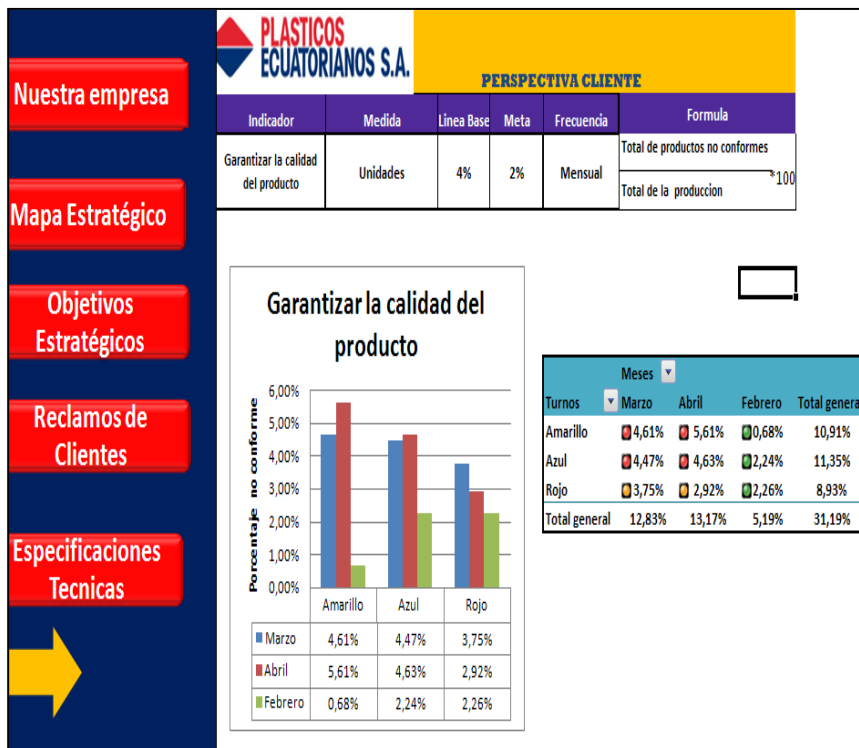 PLASTICOS
ECUATORIANOS S.A.
PERSPECTIVA CLIENTE
Nuestra empresa
Mapa Estratégico
Objetivos
Estratégicos
Reclamos de
Clientes
Especificaciones
Tecnicas
Indicador Medida Linea Base Meta Frecuencia Formula
Garantizar la calidad
del producto
Unidades 4% 2% Mensual
Total de productos no conformes
*100
Total de la produccion
Garantizar la calidad del
producto
Porcentaje no conforme
6,00%
5,00%
4,00%
3,00%
2,00%
1,00%
0,00%
Amarillo Azul Rojo
Marzo 4,61% 4,47% 3,75%
Abril 5,61% 4,63% 2,92%
Febrero 0,68% 2,24% 2,26%
Meses
Turnos Marzo Abril Febrero Total genera
Amarillo 4,61% 5,61% 0,68% 10,91%
Azul 4,47% 4,63% 2,24% 11,35%
Rojo 3,75% 2,92% 2,26% 8,93%
Total general 12,83% 13,17% 5,19% 31,19%